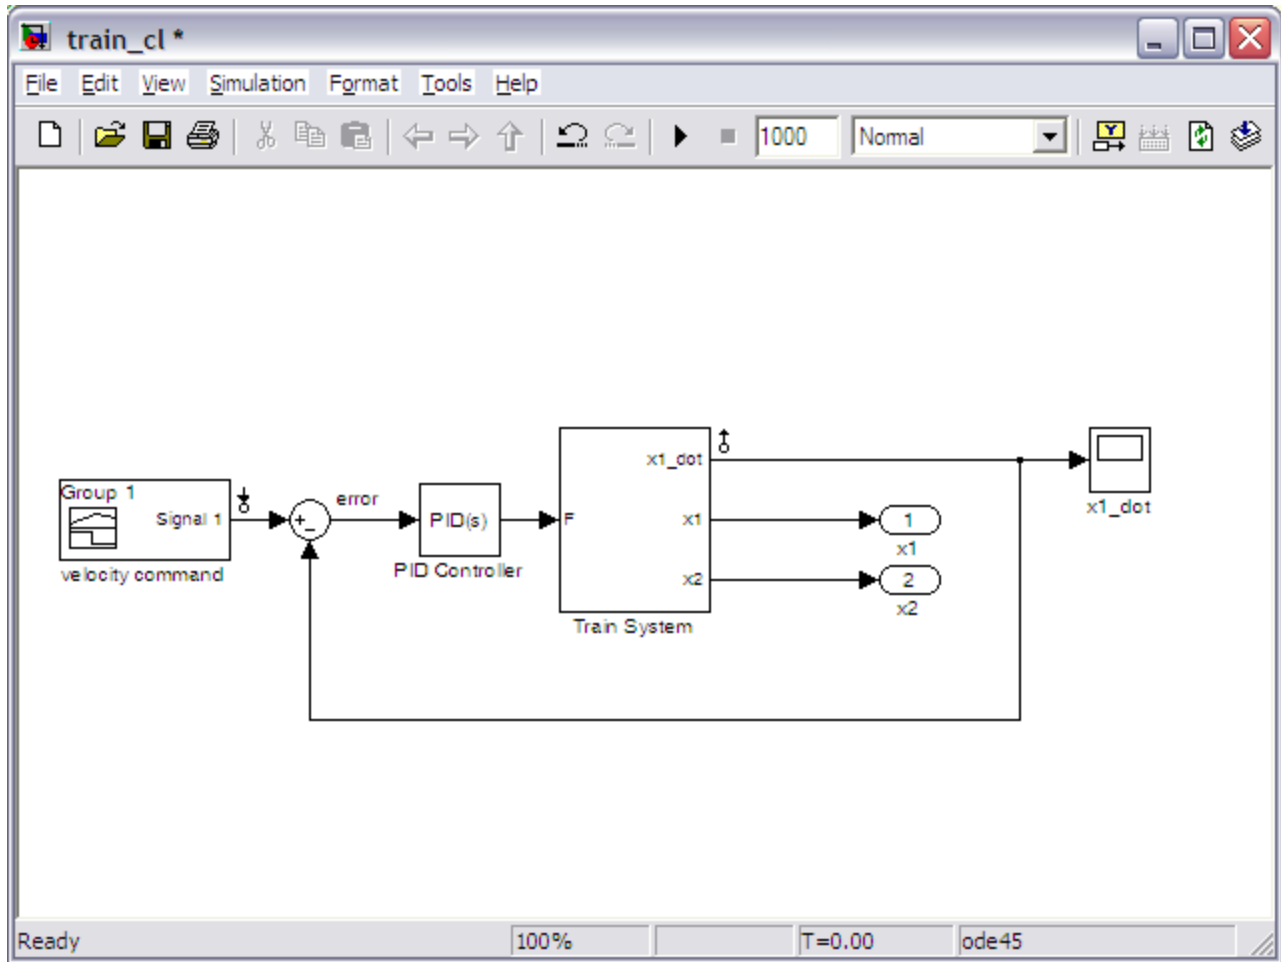 train_cl *
File Edit View Simulation Format Tools Help
1000 Normal
Group 1
Signal 1
velocity command
+
-
error
PID(s)
PID Controller
F
x1_dot
x1
x2
Train System
1
x1
2
x2
x1_dot
Ready 100% T=0.00 ode45